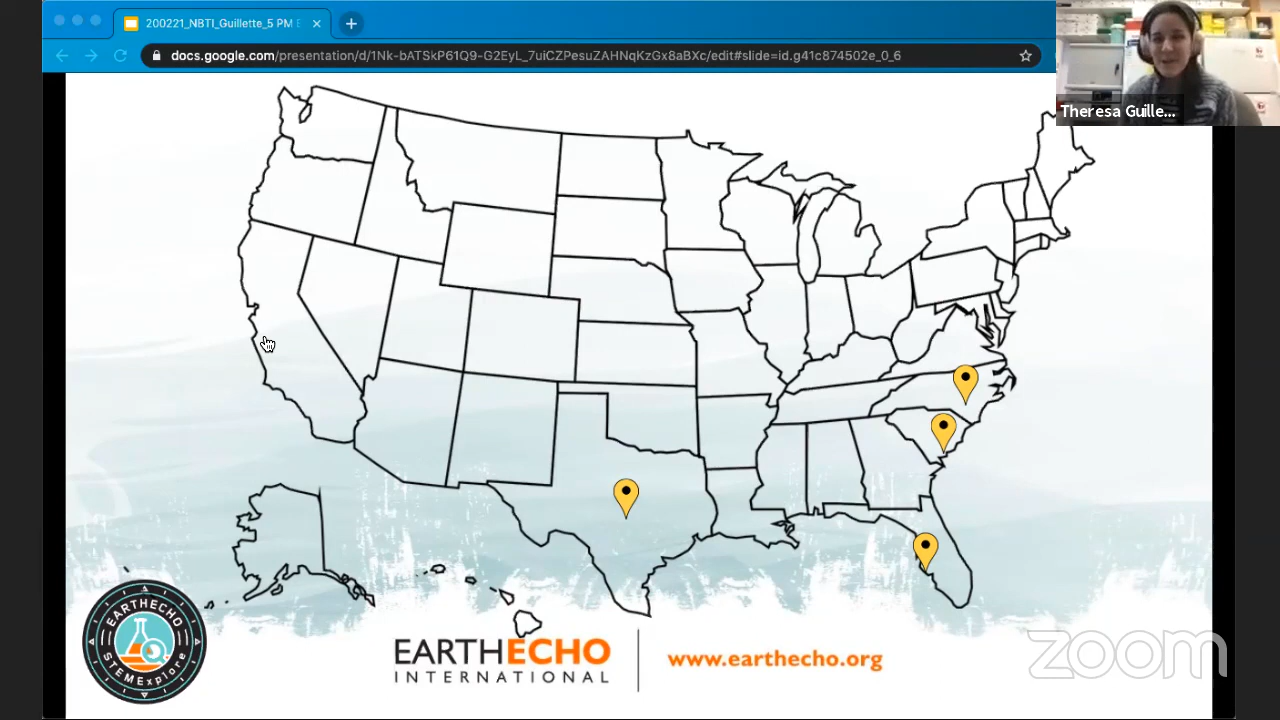 200221_NBTI_Guillette_5 PM E
docs.google.com/presentation/d/1Nk-bATSkP61Q9-G2EyL_7uiCZPesuZAHNqKzGx8aBXc/edit#slide=id.g41c874502e_0_6
Theresa Guille...
EARTHECHO
STEMExplore
EARTHECHO
INTERNATIONAL
www.earthecho.org
zoom